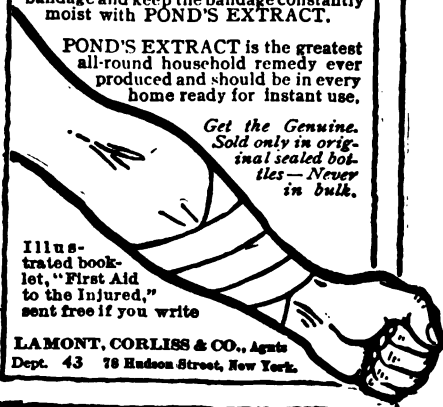 bandage and keep the bandage constantly
moist with POND'S EXTRACT.
POND'S EXTRACT is the greatest
all-round household remedy ever
produced and should be in every
home ready for instant use.
Get the Genuine.
Sold only in orig-
inal sealed bot-
tles—Never
in bulk.
Illus-
trated book-
let, "First Aid
to the Injured,"
sent free if you write
LAMONT, CORLISS & CO., Agents
Dept. 43 78 Hudson Street, New York.